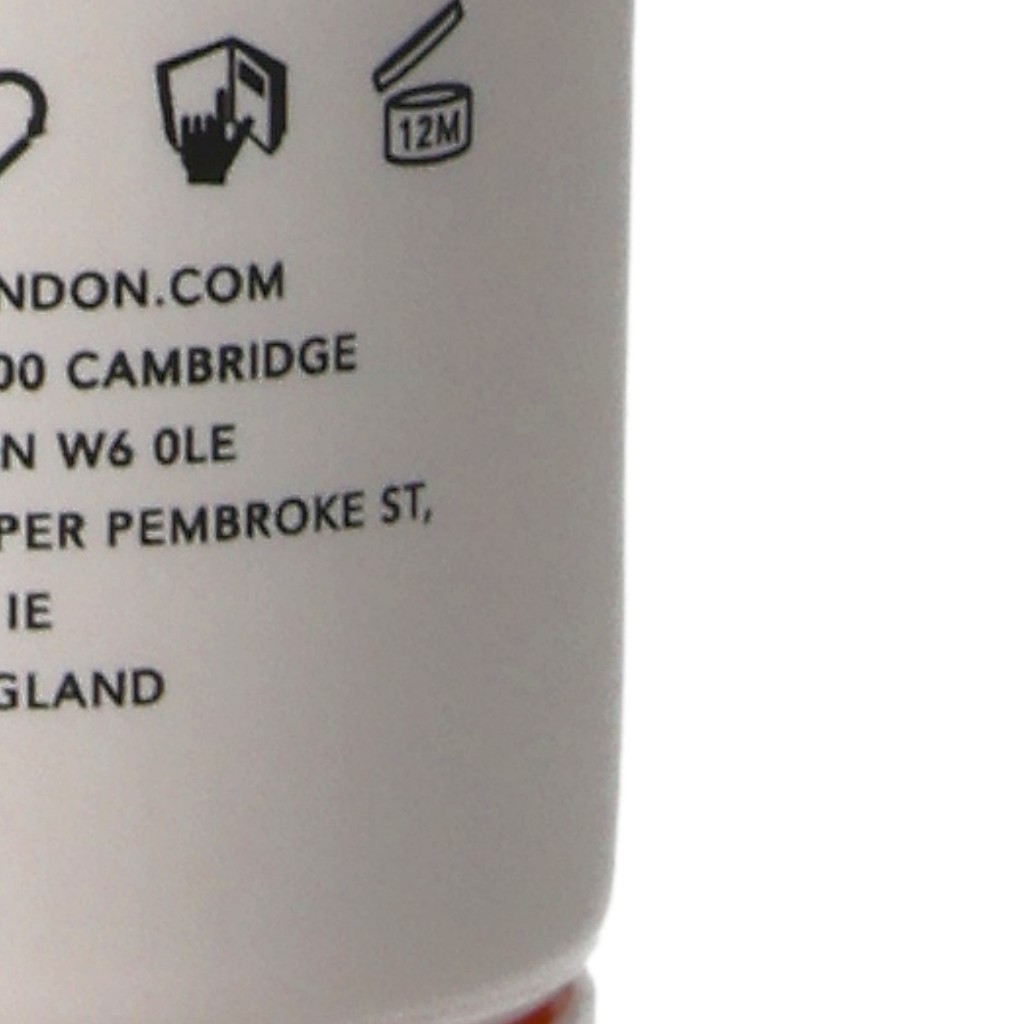 12M
NDON.COM
00 CAMBRIDGE
N W6 0LE
PER PEMBROKE ST,
IE
GLAND